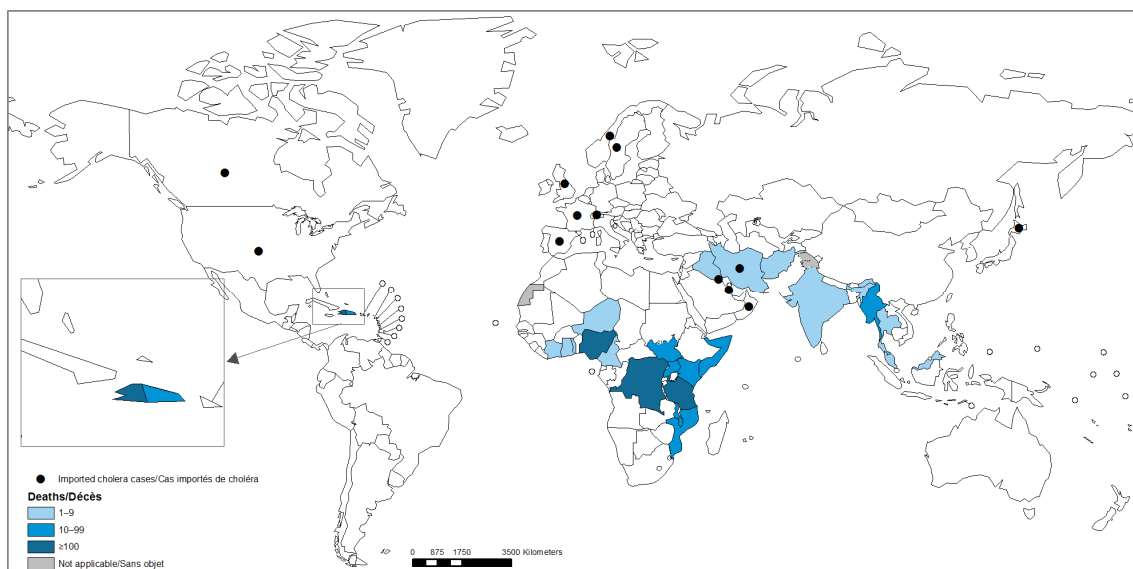 Imported cholera cases/Cas importés de choléra
Deaths/Décès
1–9
10–99
≥100
Not applicable/Sans objet
0 875 1750 3500 Kilometers